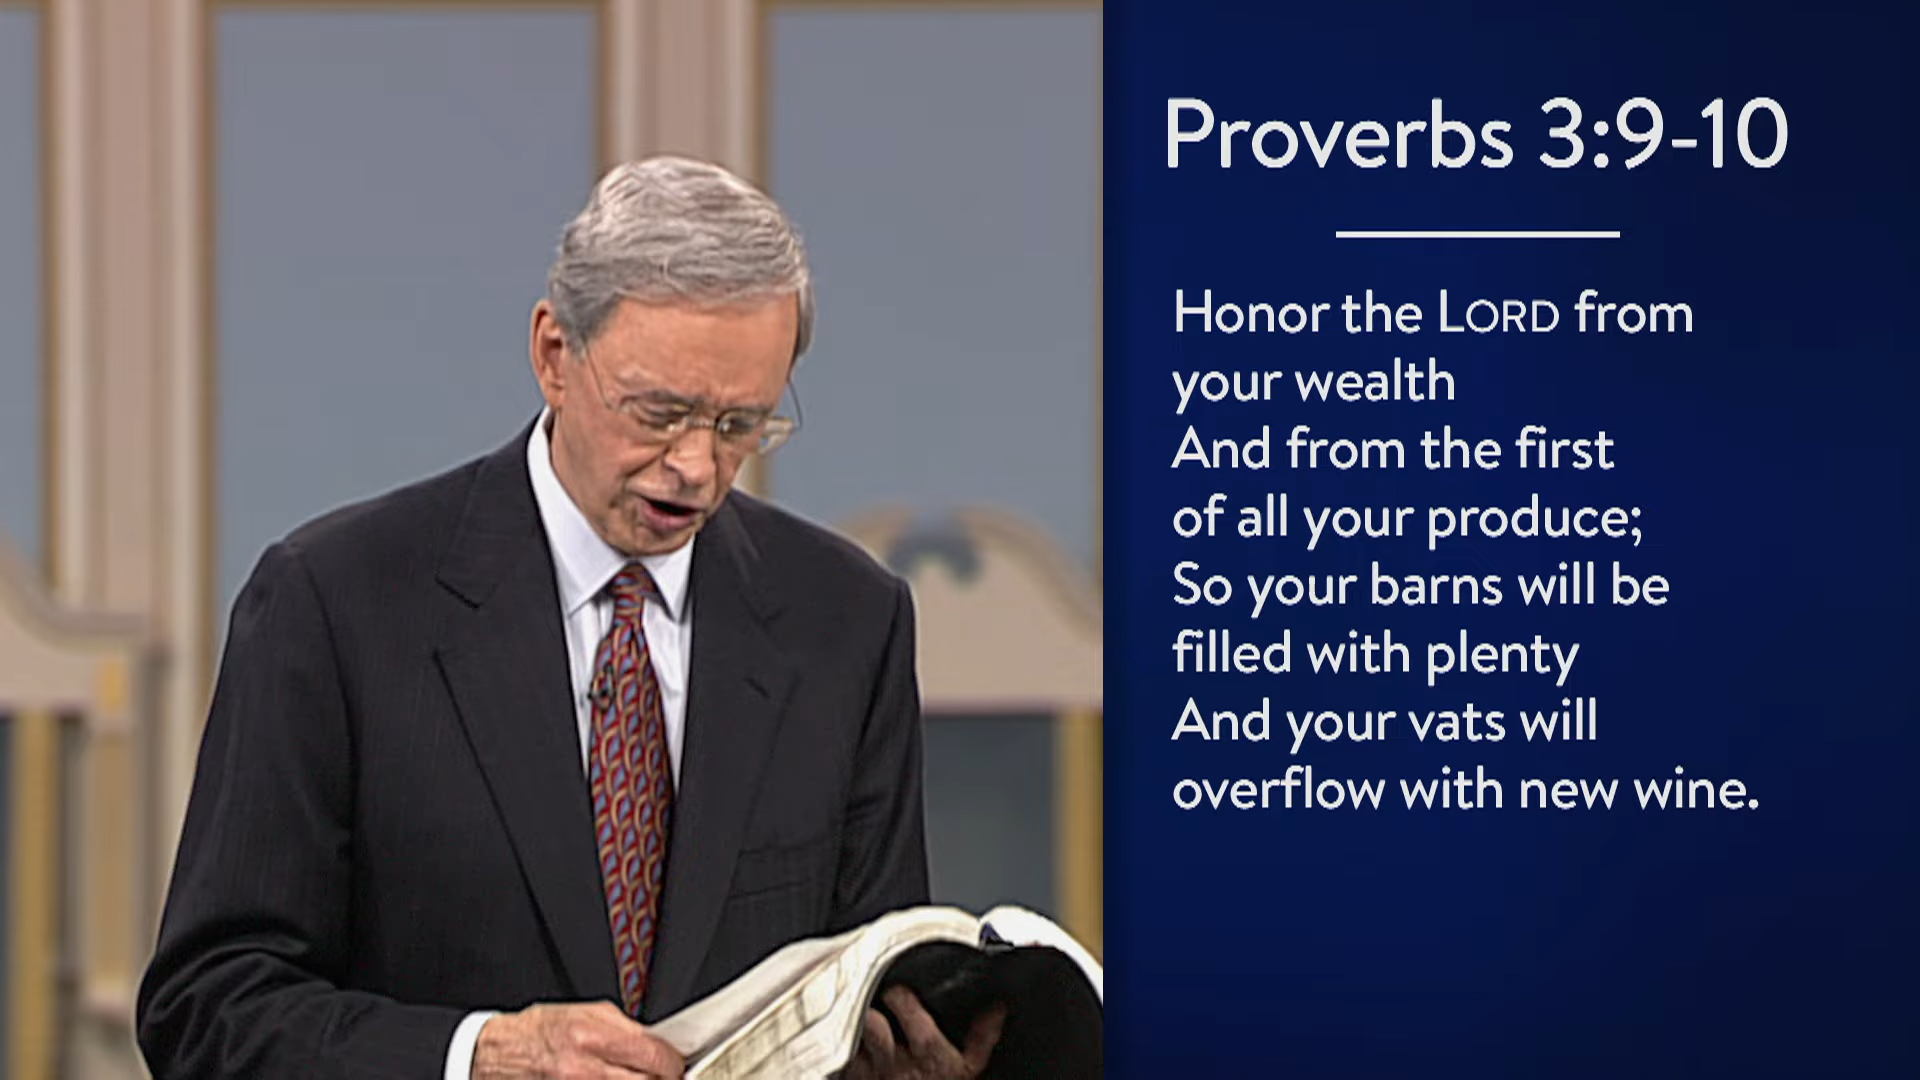 Proverbs 3:9-10
Honor the LORD from
your wealth
And from the first
of all your produce;
So your barns will be
filled with plenty
And your vats will
overflow with new wine.